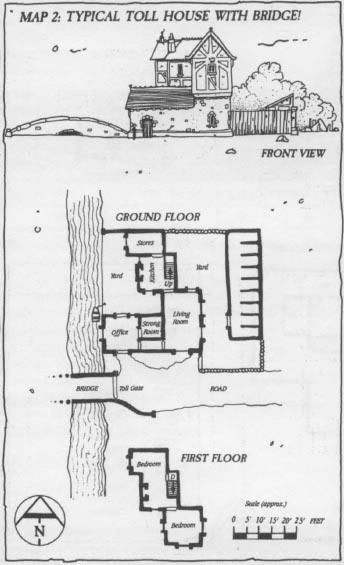 MAP 2: TYPICAL TOLL HOUSE WITH BRIDGE!
FRONT VIEW
GROUND FLOOR
Stores
Yard
Kitchen
Up
Yard
Living
Room
Strong
Room
Office
BRIDGE
Toll Gate
ROAD
FIRST FLOOR
Bedroom
D
Bedroom
N
Scale (approx.)
0 5' 10' 15' 20' 25' FEET